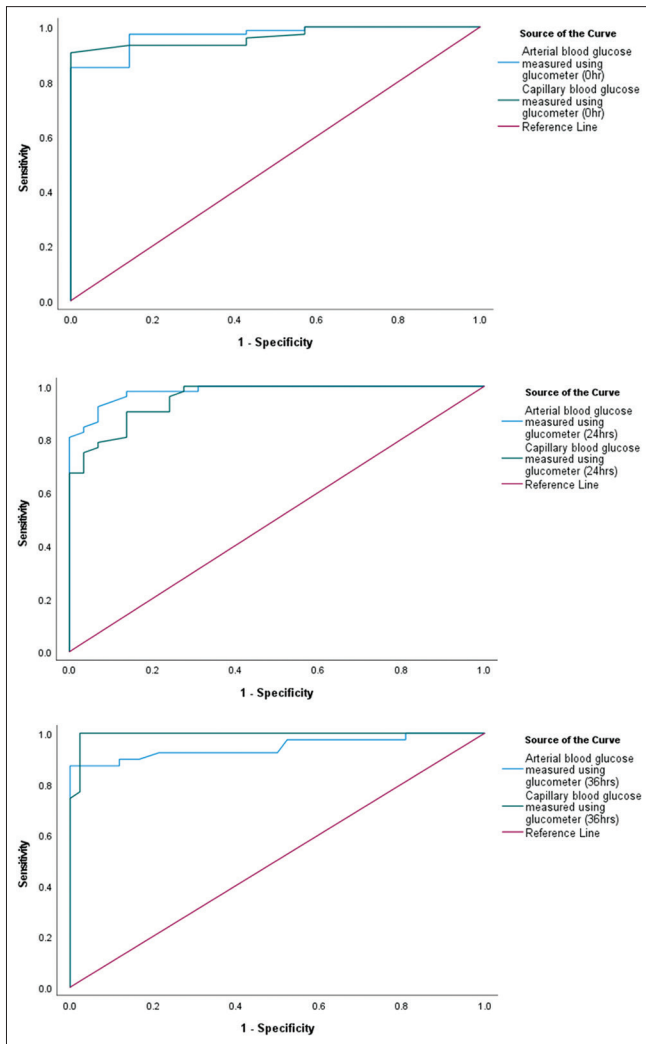 1.0
0.8
0.6
0.4
0.2
0.0
Sensitivity
0.0 0.2 0.4 0.6 0.8 1.0
1 - Specificity
Source of the Curve
Arterial blood glucose
measured using
glucometer (0hr)
Capillary blood glucose
measured using
glucometer (0hr)
Reference Line
1.0
0.8
0.6
0.4
0.2
0.0
Sensitivity
0.0 0.2 0.4 0.6 0.8 1.0
1 - Specificity
Source of the Curve
Arterial blood glucose
measured using
glucometer (24hrs)
Capillary blood glucose
measured using
glucometer (24hrs)
Reference Line
1.0
0.8
0.6
0.4
0.2
0.0
Sensitivity
0.0 0.2 0.4 0.6 0.8 1.0
1 - Specificity
Source of the Curve
Arterial blood glucose
measured using
glucometer (36hrs)
Capillary blood glucose
measured using
glucometer (36hrs)
Reference Line